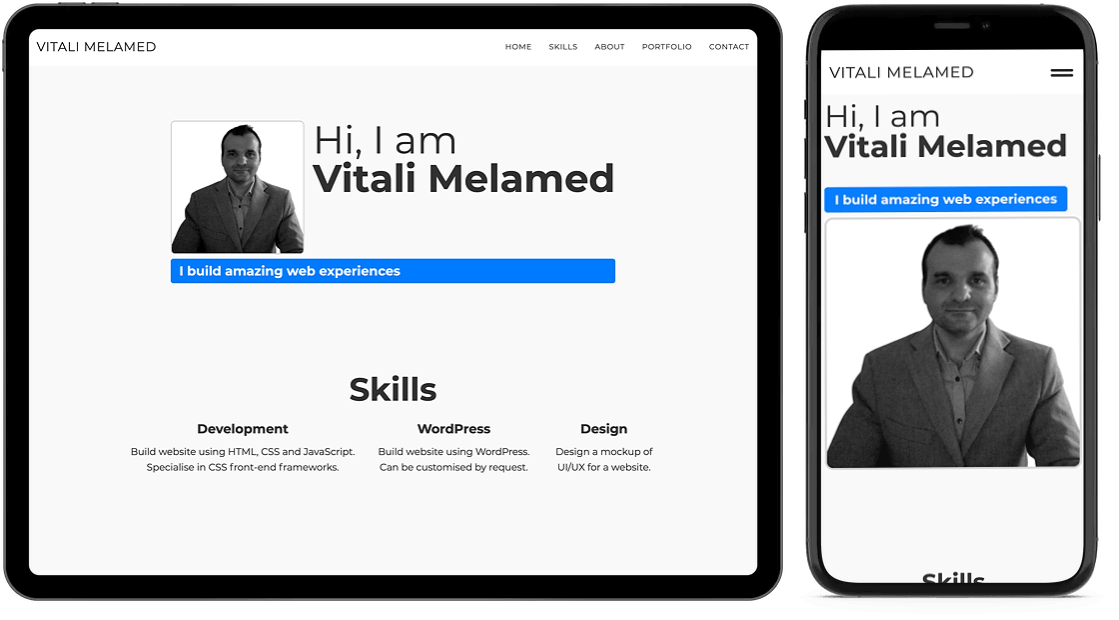 VITALI MELAMED
HOME SKILLS ABOUT PORTFOLIO CONTACT
Hi, I am
Vitali Melamed
I build amazing web experiences
Skills
Development
Build website using HTML, CSS and JavaScript.
Specialise in CSS front-end frameworks.
WordPress
Build website using WordPress.
Can be customised by request.
Design
Design a mockup of
UI/UX for a website.
VITALI MELAMED
Hi, I am
Vitali Melamed
I build amazing web experiences
Skills